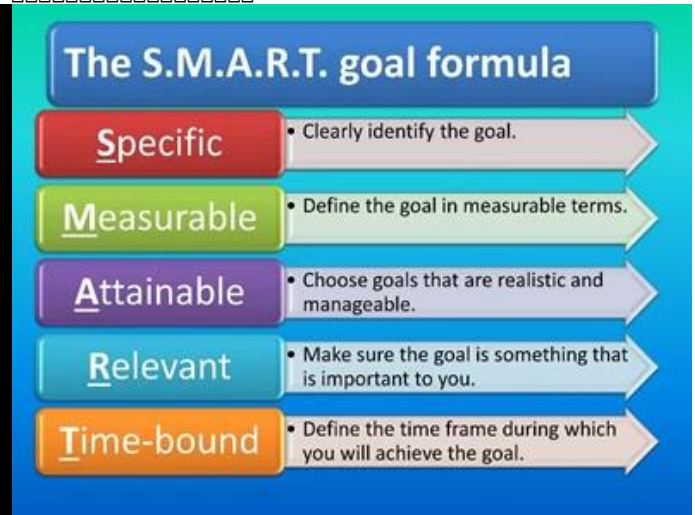 The S.M.A.R.T. goal formula
Specific
• Clearly identify the goal.
Measurable
• Define the goal in measurable terms.
Attainable
• Choose goals that are realistic and
manageable.
Relevant
• Make sure the goal is something that
is important to you.
Time-bound
• Define the time frame during which
you will achieve the goal.